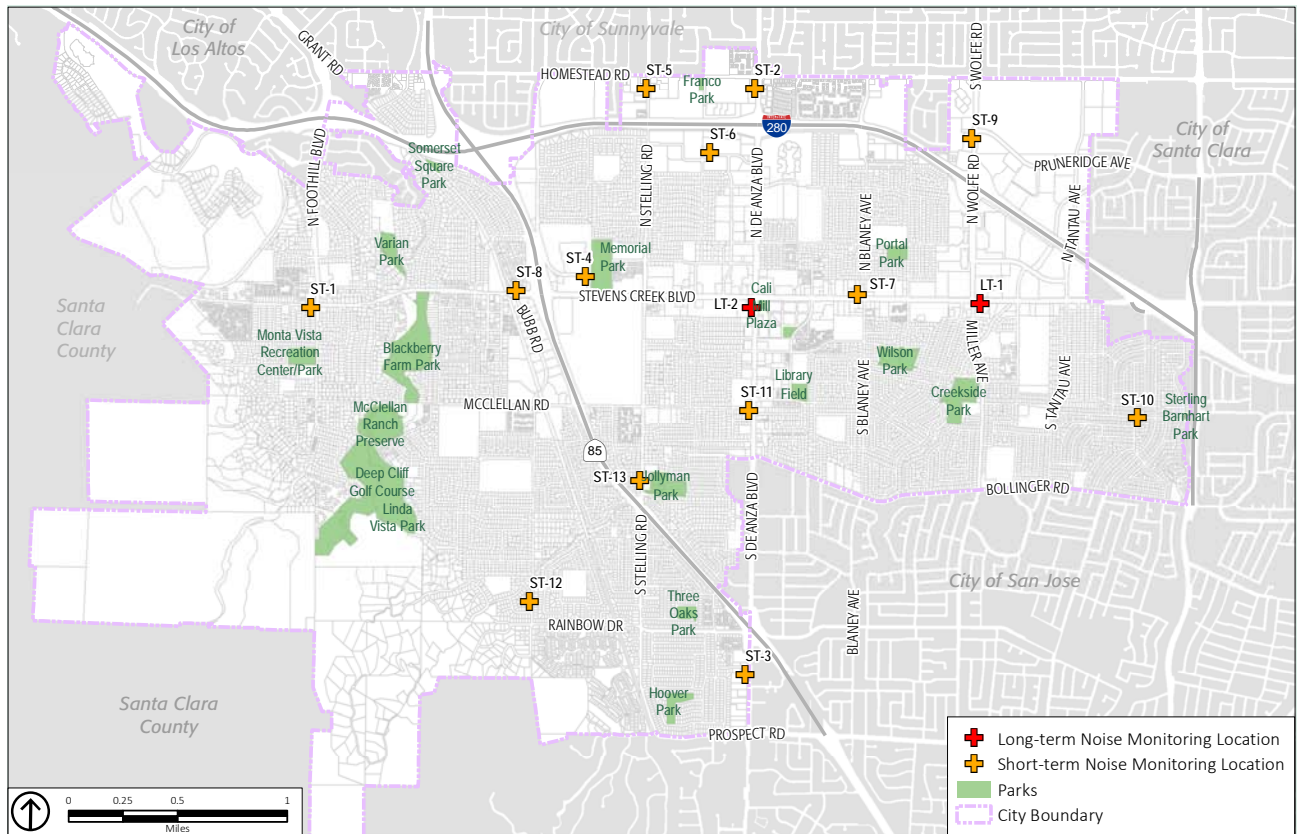 City of
Los Altos
GRANT RD
City of Sunnyvale
HOMESTEAD RD
ST-5
Franco
Park
ST-2
S WOLFE RD
INTERSTATE
280
ST-6
ST-9
City of
Santa Clara
PRUNERIDGE AVE
N FOOTHILL BLVD
Somerset
Square
Park
N STELLING RD
N DE ANZA BLVD
N WOLFE RD
N TANTAU AVE
Varian
Park
ST-4
Memorial
Park
N BLANEY AVE
Portal
Park
ST-1
ST-8
STEVENS CREEK BLVD
LT-2
Cali
Mill
Plaza
ST-7
LT-1
Santa
Clara
County
Monta Vista
Recreation
Center/Park
Blackberry
Farm Park
BUBB RD
MILLER AVE
Wilson
Park
S BLANEY AVE
S TANTAU AVE
Library
Field
Creekside
Park
MCCLELLAN RD
ST-11
ST-10
Sterling
Barnhart
Park
McClellan
Ranch
Preserve
85
Deep Cliff
Golf Course
Linda
Vista Park
ST-13
Jollyman
Park
BOLLINGER RD
S DE ANZA BLVD
S STELLING RD
City of San Jose
ST-12
RAINBOW DR
Three
Oaks
Park
BLANEY AVE
ST-3
Santa Clara
County
Hoover
Park
PROSPECT RD
Long-term Noise Monitoring Location
Short-term Noise Monitoring Location
Parks
City Boundary
0 0.25 0.5 1
Miles